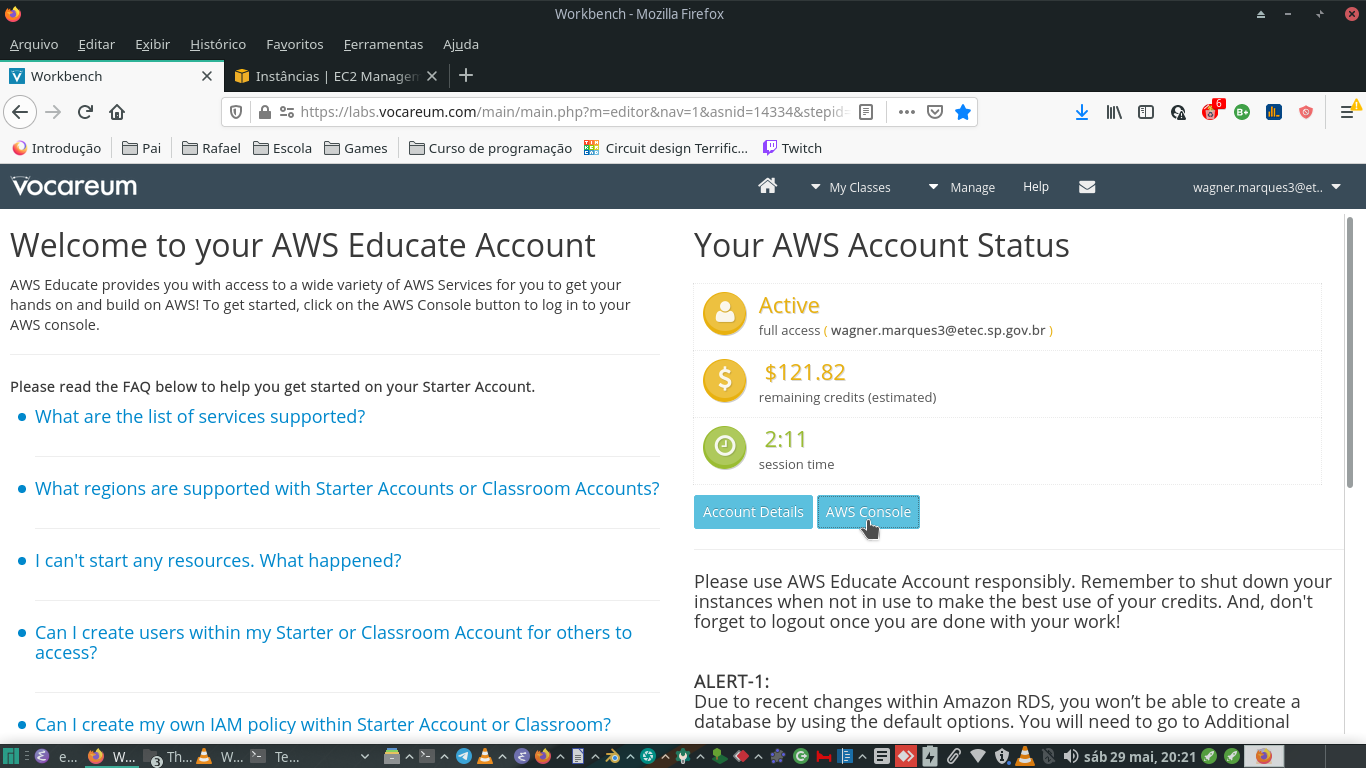 Workbench - Mozilla Firefox
Arquivo Editar Exibir Histórico Favoritos Ferramentas Ajuda
Workbench
Instâncias | EC2 Managem
https://labs.vocareum.com/main/main.php?m=editor&nav=1&asnid=14334&stepid=
6
B+
Introdução Pai Rafael Escola Games Curso de programação Circuit design Terrific... Twitch
vocareum
My Classes Manage Help wagner.marques3@et..
Welcome to your AWS Educate Account
AWS Educate provides you with access to a wide variety of AWS Services for you to get your
hands on and build on AWS! To get started, click on the AWS Console button to log in to your
AWS console.
Please read the FAQ below to help you get started on your Starter Account.
What are the list of services supported?
What regions are supported with Starter Accounts or Classroom Accounts?
I can't start any resources. What happened?
Can I create users within my Starter or Classroom Account for others to
access?
Can I create my own IAM policy within Starter Account or Classroom?
Your AWS Account Status
Active
full access ( wagner.marques3@etec.sp.gov.br )
$
$121.82
remaining credits (estimated)
2:11
session time
Account Details AWS Console
Please use AWS Educate Account responsibly. Remember to shut down your
instances when not in use to make the best use of your credits. And, don't
forget to logout once you are done with your work!
ALERT-1:
Due to recent changes within Amazon RDS, you won’t be able to create a
database by using the default options. You will need to go to Additional
e... W... 3 Th... W... Te... sáb 29 mai, 20:21